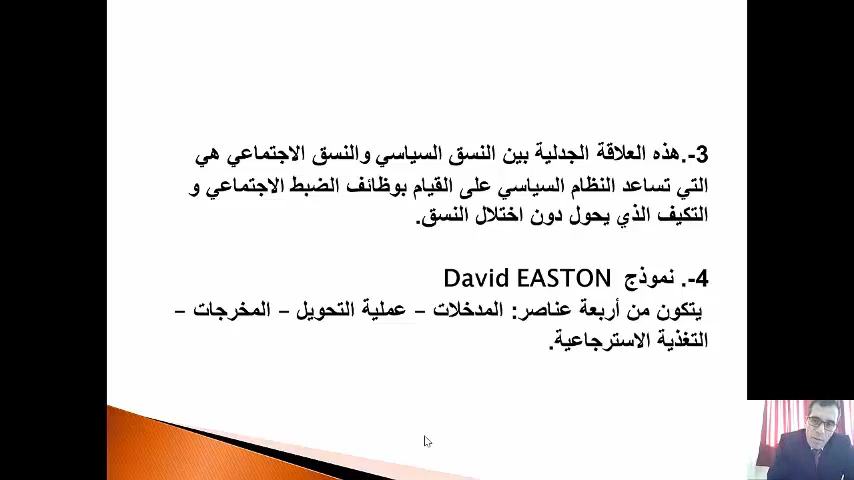 3-.هذه العلاقة الجدلية بين النسق السياسي والنسق الاجتماعي هي
التي تساعد النظام السياسي على القيام بوظائف الضبط الاجتماعي و
التكيف الذي يحول دون اختلال النسق.
4-. نموذج David EASTON
يتكون من أربعة عناصر: المدخلات – عملية التحويل – المخرجات –
التغذية الاسترجاعية.